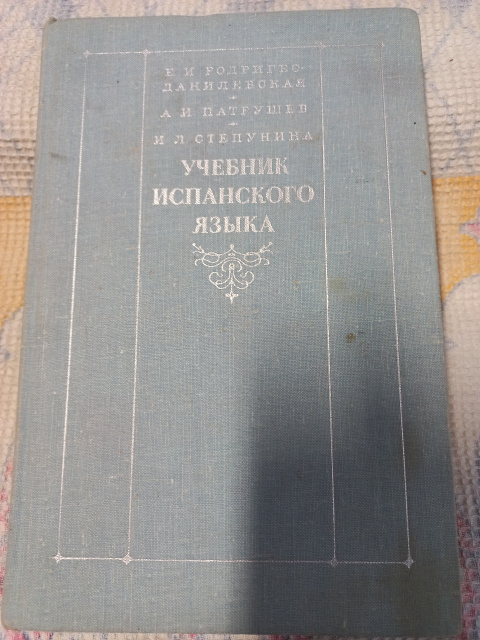 Е И РОДРИГЕС-
ДАНИЛЕВСКАЯ
А И ПАТРУШЕВ
И Л СТЕПУНИНА
УЧЕБНИК
ИСПАНСКОГО
ЯЗЫКА